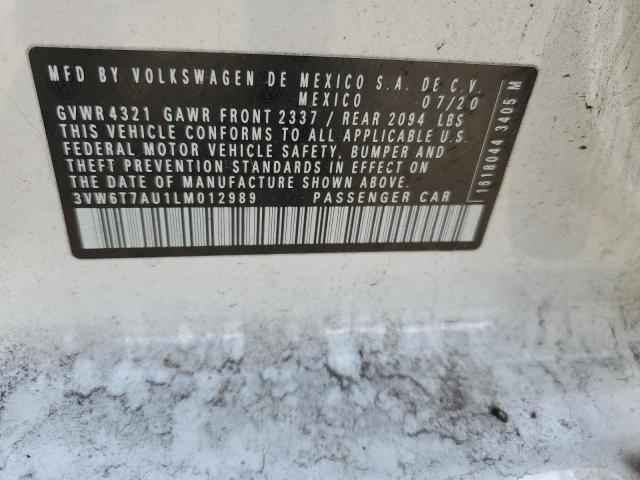 MFD BY VOLKSWAGEN DE MEXICO S.A. DE C.V.
MEXICO 07/20
GVWR 4321 GAWR FRONT 2337 / REAR 2094 LBS
THIS VEHICLE CONFORMS TO ALL APPLICABLE U.S.
FEDERAL MOTOR VEHICLE SAFETY, BUMPER AND
THEFT PREVENTION STANDARDS IN EFFECT ON
THE DATE OF MANUFACTURE SHOWN ABOVE.
3VW6T7AU1LM012989 PASSENGER CAR
1618044 3405 M